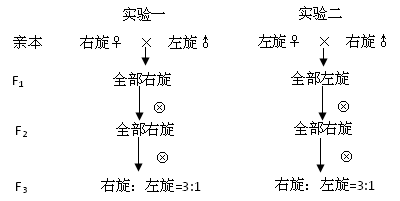 实验一 实验二
亲本 右旋♀ × 左旋♂ 左旋♀ × 右旋♂
F₁ 全部右旋 全部左旋
⊗ ⊗
F₂ 全部右旋 全部右旋
⊗ ⊗
F₃ 右旋：左旋=3:1 右旋：左旋=3:1